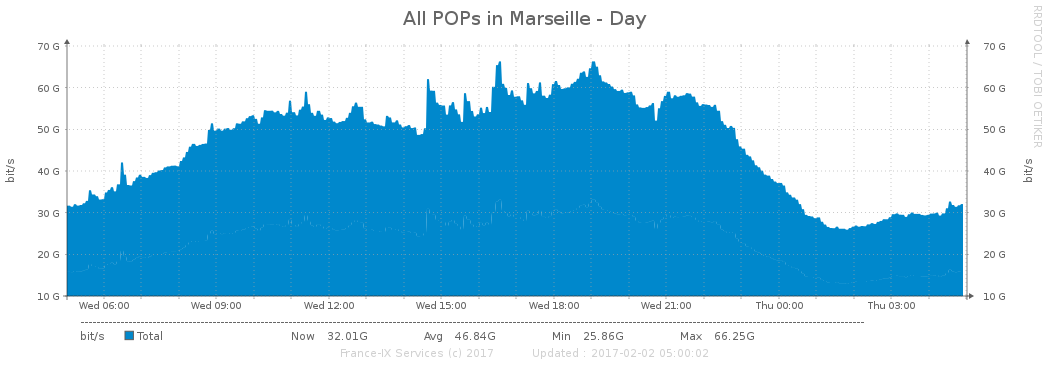 All POPs in Marseille - Day
RRDTOOL / TOBI OETIKER
70 G 70 G
60 G 60 G
50 G 50 G
40 G 40 G
30 G 30 G
20 G 20 G
10 G 10 G
bit/s
bit/s
Wed 06:00 Wed 09:00 Wed 12:00 Wed 15:00 Wed 18:00 Wed 21:00 Thu 00:00 Thu 03:00
bit/s Total Now 32.01G Avg 46.84G Min 25.86G Max 66.25G
France-IX Services (c) 2017 Updated : 2017-02-02 05:00:02